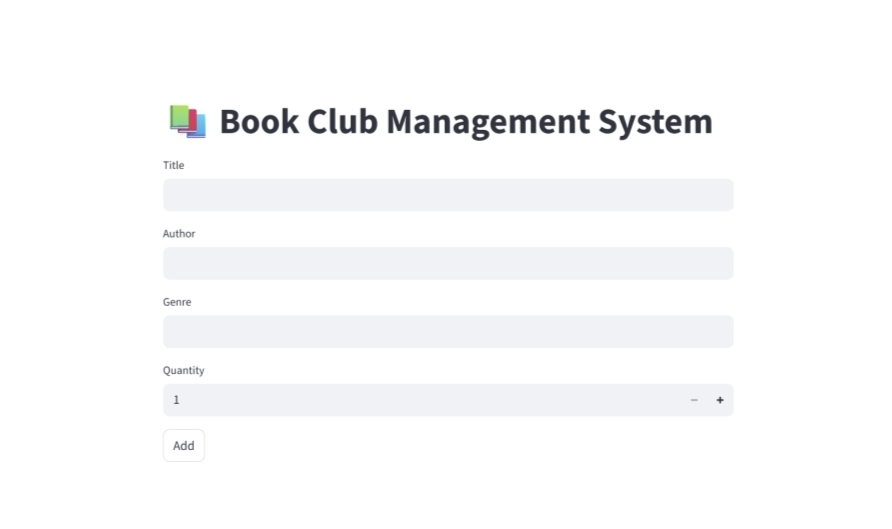 Book Club Management System
Title
Author
Genre
Quantity
1 − +
Add